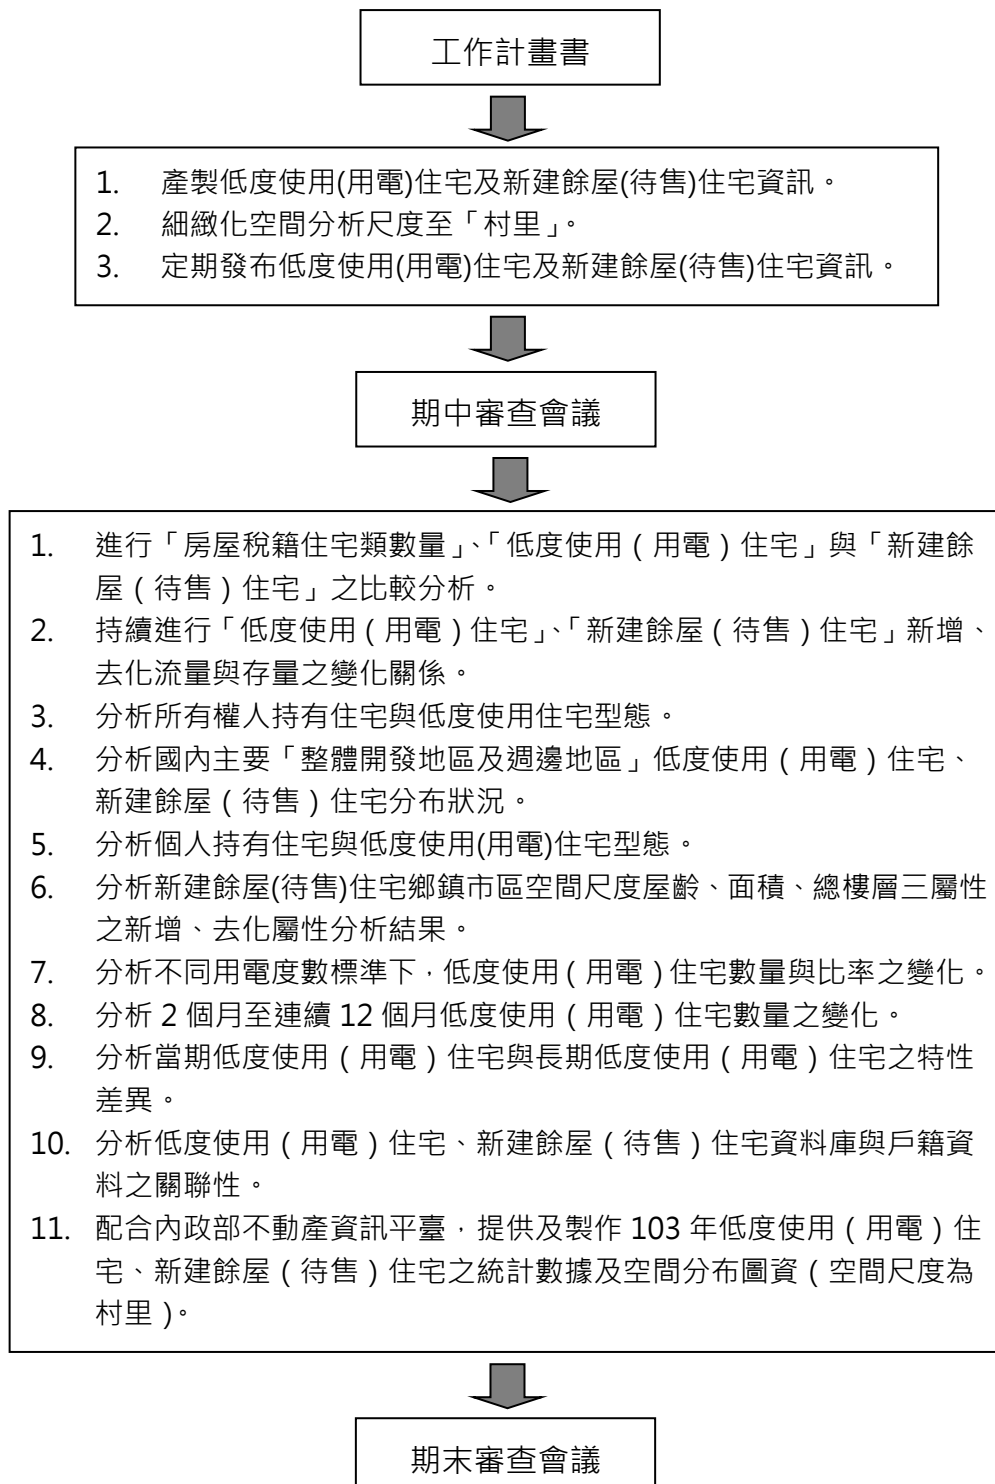 工作計畫書
1. 產製低度使用(用電)住宅及新建餘屋(待售)住宅資訊。
2. 細緻化空間分析尺度至「村里」。
3. 定期發布低度使用(用電)住宅及新建餘屋(待售)住宅資訊。
期中審查會議
1. 進行「房屋稅籍住宅類數量」、「低度使用（用電）住宅」與「新建餘
屋（待售）住宅」之比較分析。
2. 持續進行「低度使用（用電）住宅」、「新建餘屋（待售）住宅」新增、
去化流量與存量之變化關係。
3. 分析所有權人持有住宅與低度使用住宅型態。
4. 分析國內主要「整體開發地區及週邊地區」低度使用（用電）住宅、
新建餘屋（待售）住宅分布狀況。
5. 分析個人持有住宅與低度使用(用電)住宅型態。
6. 分析新建餘屋(待售)住宅鄉鎮市區空間尺度屋齡、面積、總樓層三屬性
之新增、去化屬性分析結果。
7. 分析不同用電度數標準下，低度使用（用電）住宅數量與比率之變化。
8. 分析 2 個月至連續 12 個月低度使用（用電）住宅數量之變化。
9. 分析當期低度使用（用電）住宅與長期低度使用（用電）住宅之特性
差異。
10. 分析低度使用（用電）住宅、新建餘屋（待售）住宅資料庫與戶籍資
料之關聯性。
11. 配合內政部不動產資訊平臺，提供及製作 103 年低度使用（用電）住
宅、新建餘屋（待售）住宅之統計數據及空間分布圖資（空間尺度為
村里）。
期末審查會議